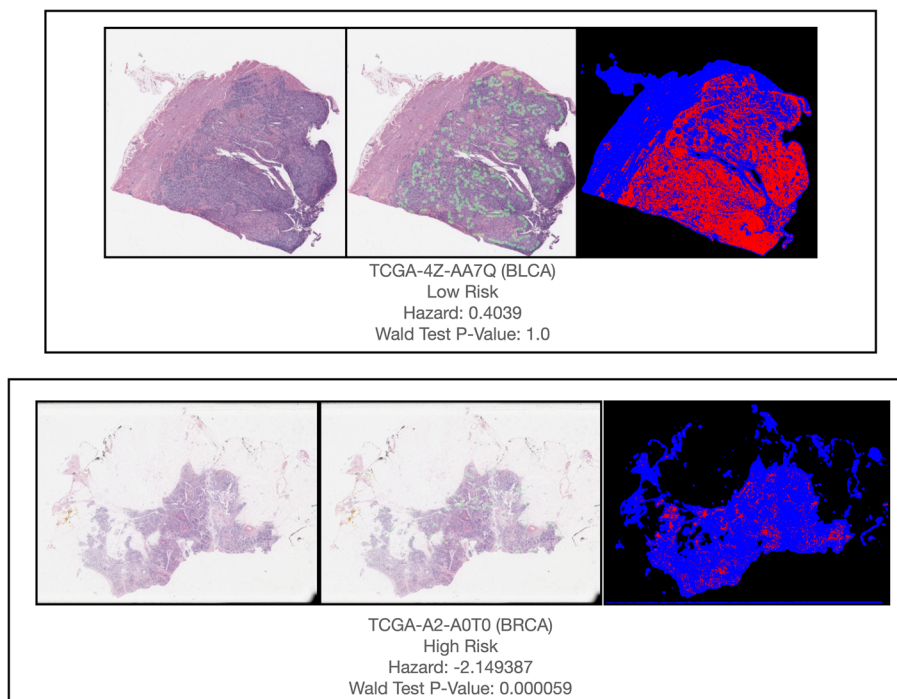 TCGA-4Z-AA7Q (BLCA)
Low Risk
Hazard: 0.4039
Wald Test P-Value: 1.0
TCGA-A2-A0T0 (BRCA)
High Risk
Hazard: -2.149387
Wald Test P-Value: 0.000059